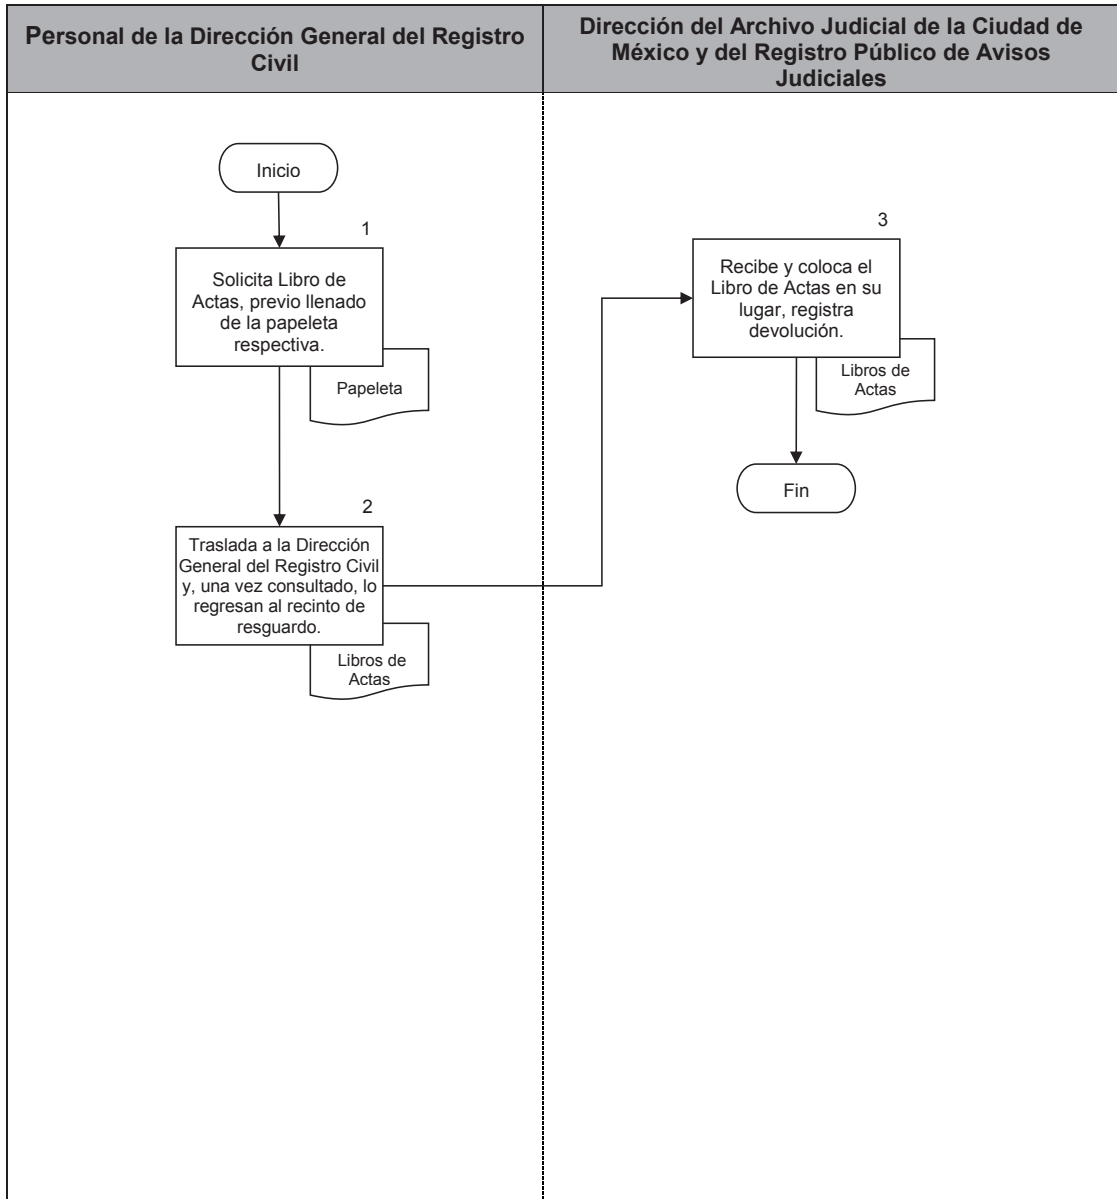 Personal de la Dirección General del Registro
Civil
Dirección del Archivo Judicial de la Ciudad de
México y del Registro Público de Avisos
Judiciales
Inicio
1
Solicita Libro de
Actas, previo llenado
de la papeleta
respectiva.
Papeleta
2
Traslada a la Dirección
General del Registro Civil
y, una vez consultado, lo
regresan al recinto de
resguardo.
Libros de
Actas
3
Recibe y coloca el
Libro de Actas en su
lugar, registra
devolución.
Libros de
Actas
Fin